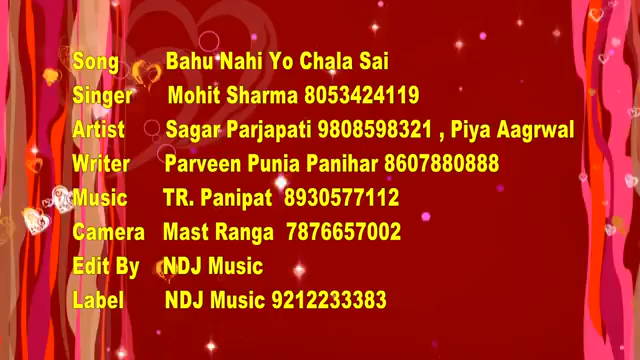 Song Bahu Nahi Yo Chala Sai
Singer Mohit Sharma 8053424119
Artist Sagar Parjapati 9808598321 , Piya Aagrwal
Writer Parveen Punia Panihar 8607880888
Music TR. Panipat 8930577112
Camera Mast Ranga 7876657002
Edit By NDJ Music
Label NDJ Music 9212233383